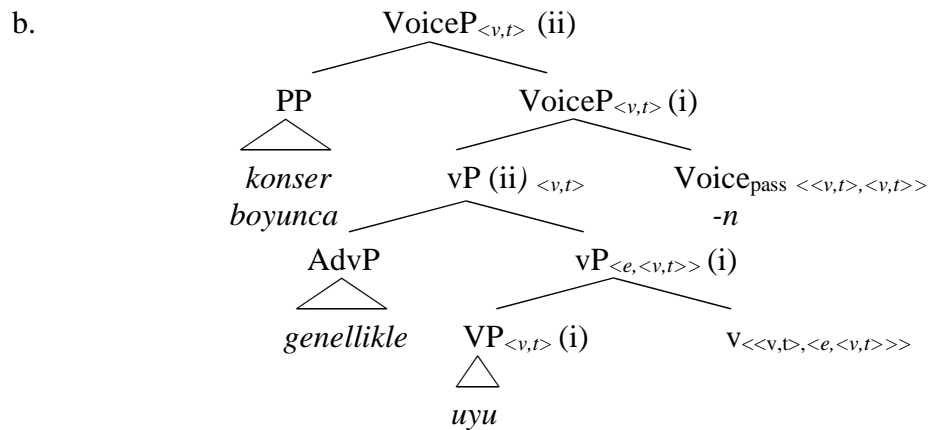 b. VoiceP<v,t> (ii)
PP VoiceP<v,t> (i)
konser vP (ii) <v,t> Voicepass <<v,t>,<v,t>>
boyunca -n
AdvP vP<e,<v,t>> (i)
genellikle VP<v,t> (i) v<<v,t>,<e,<v,t>>>
uyu